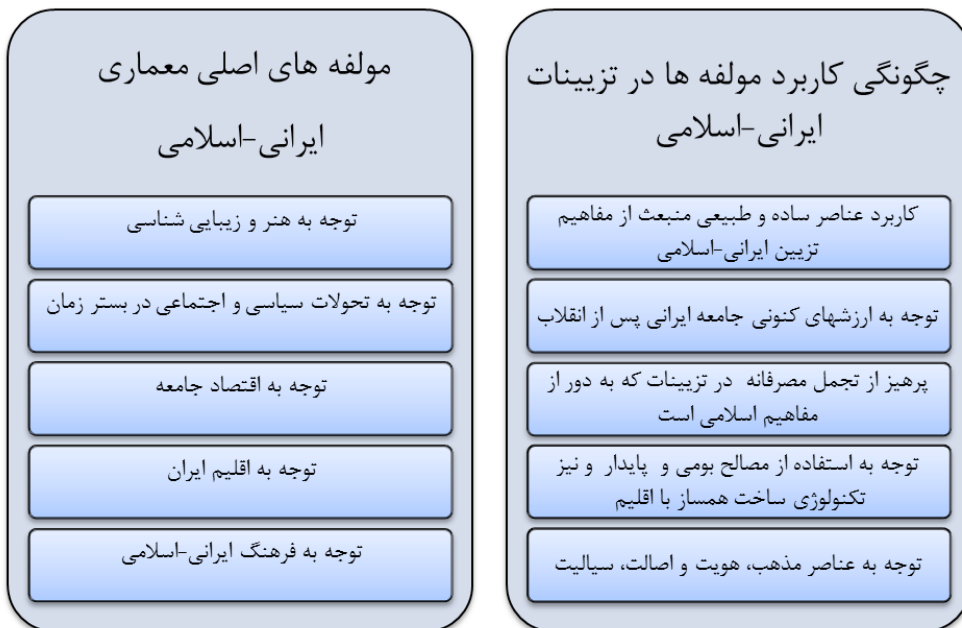 چگونگی کاربرد مولفه ها در تزیینات
ایرانی-اسلامی
کاربرد عناصر ساده و طبیعی منبعث از مفاهیم
تزیین ایرانی-اسلامی
توجه به ارزشهای کنونی جامعه ایرانی پس از انقلاب
پرهیز از تجمل مصرفانه در تزیینات که به دور از
مفاهیم اسلامی است
توجه به استفاده از مصالح بومی و پایدار و نیز
تکنولوژی ساخت همساز با اقلیم
توجه به عناصر مذهب، هویت و اصالت، سیالیت
مولفه های اصلی معماری
ایرانی-اسلامی
توجه به هنر و زیبایی شناسی
توجه به تحولات سیاسی و اجتماعی در بستر زمان
توجه به اقتصاد جامعه
توجه به اقلیم ایران
توجه به فرهنگ ایرانی-اسلامی